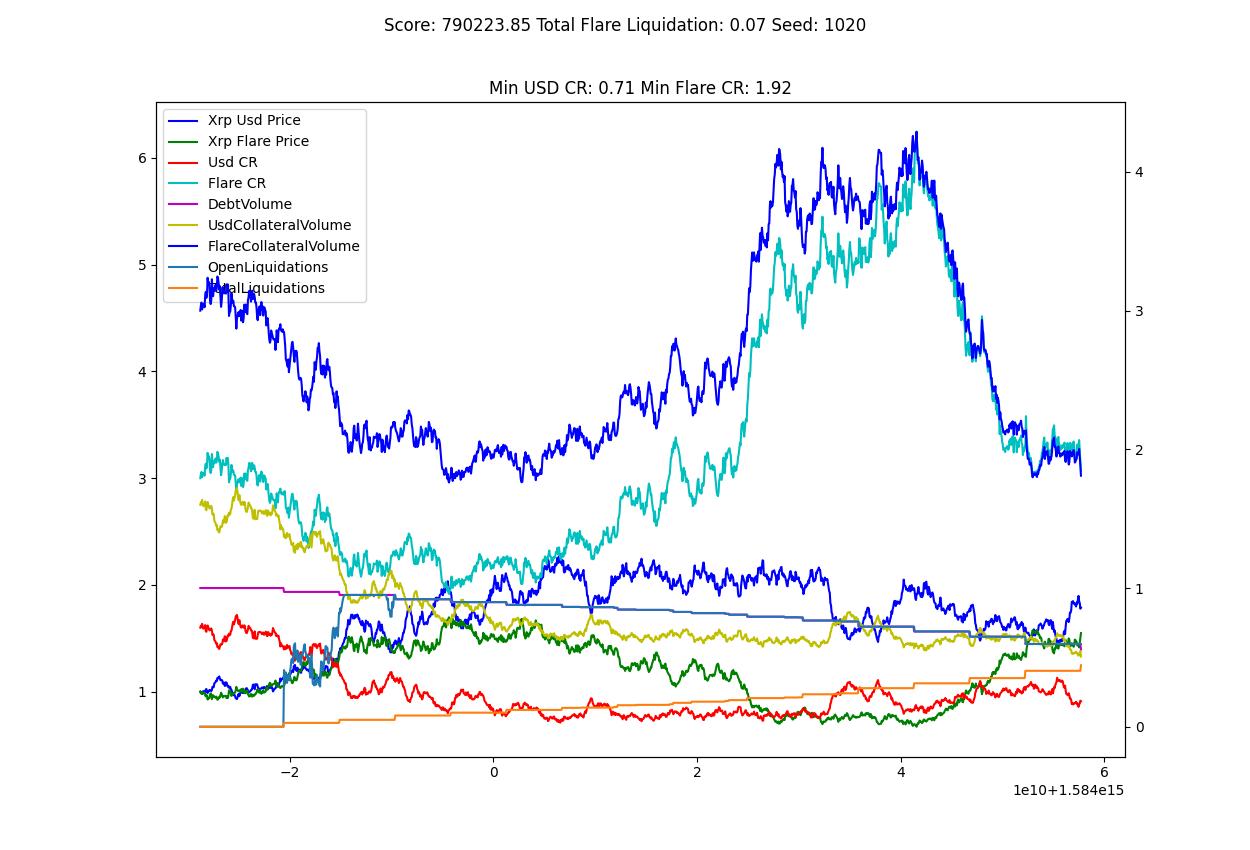 Score: 790223.85 Total Flare Liquidation: 0.07 Seed: 1020
Min USD CR: 0.71 Min Flare CR: 1.92
Xrp Usd Price
Xrp Flare Price
Usd CR
Flare CR
DebtVolume
UsdCollateralVolume
FlareCollateralVolume
OpenLiquidations
TotalLiquidations
6
5
4
3
2
1
4
3
2
1
0
−2
0
2
4
6
1e10+1.584e15